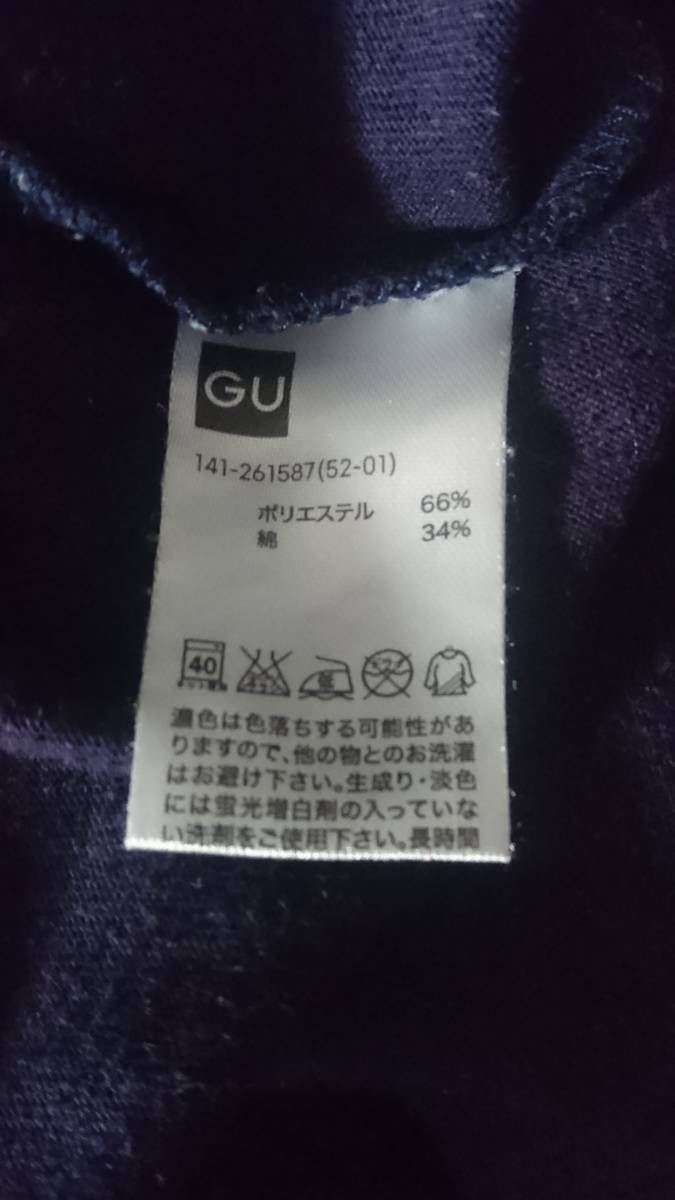 GU
141-261587(52-01)
ポリエステル 66%
綿 34%
40
濃色は色落ちする可能性があ
りますので、他の物とのお洗濯
はお避け下さい。生成り・淡色
には蛍光増白剤の入っていな
い洗剤をご使用下さい。長時間